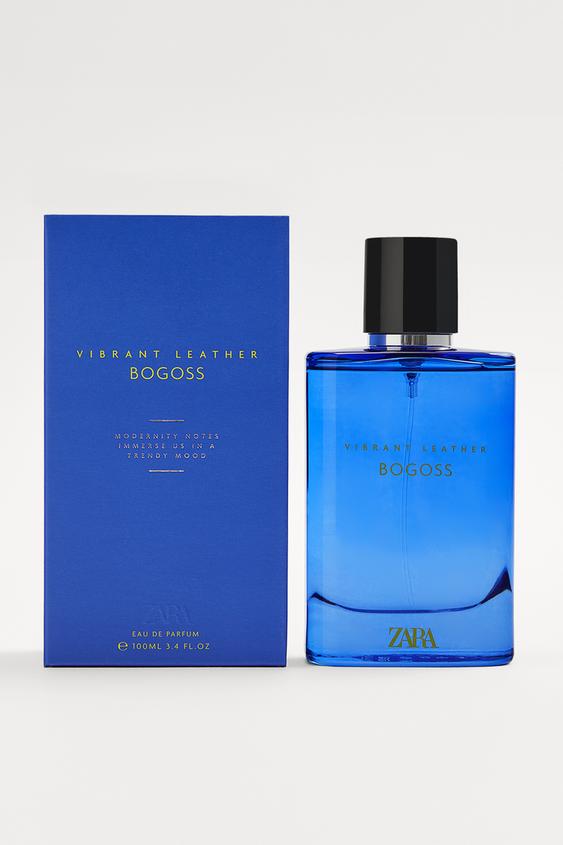 VIBRANT LEATHER
BOGOSS
MODERNITY NOTES
IMMERSE US IN A
TRENDY MOOD
ZARA
EAU DE PARFUM
℮ 100ML 3.4 FL.OZ
VIBRANT LEATHER
BOGOSS
ZARA